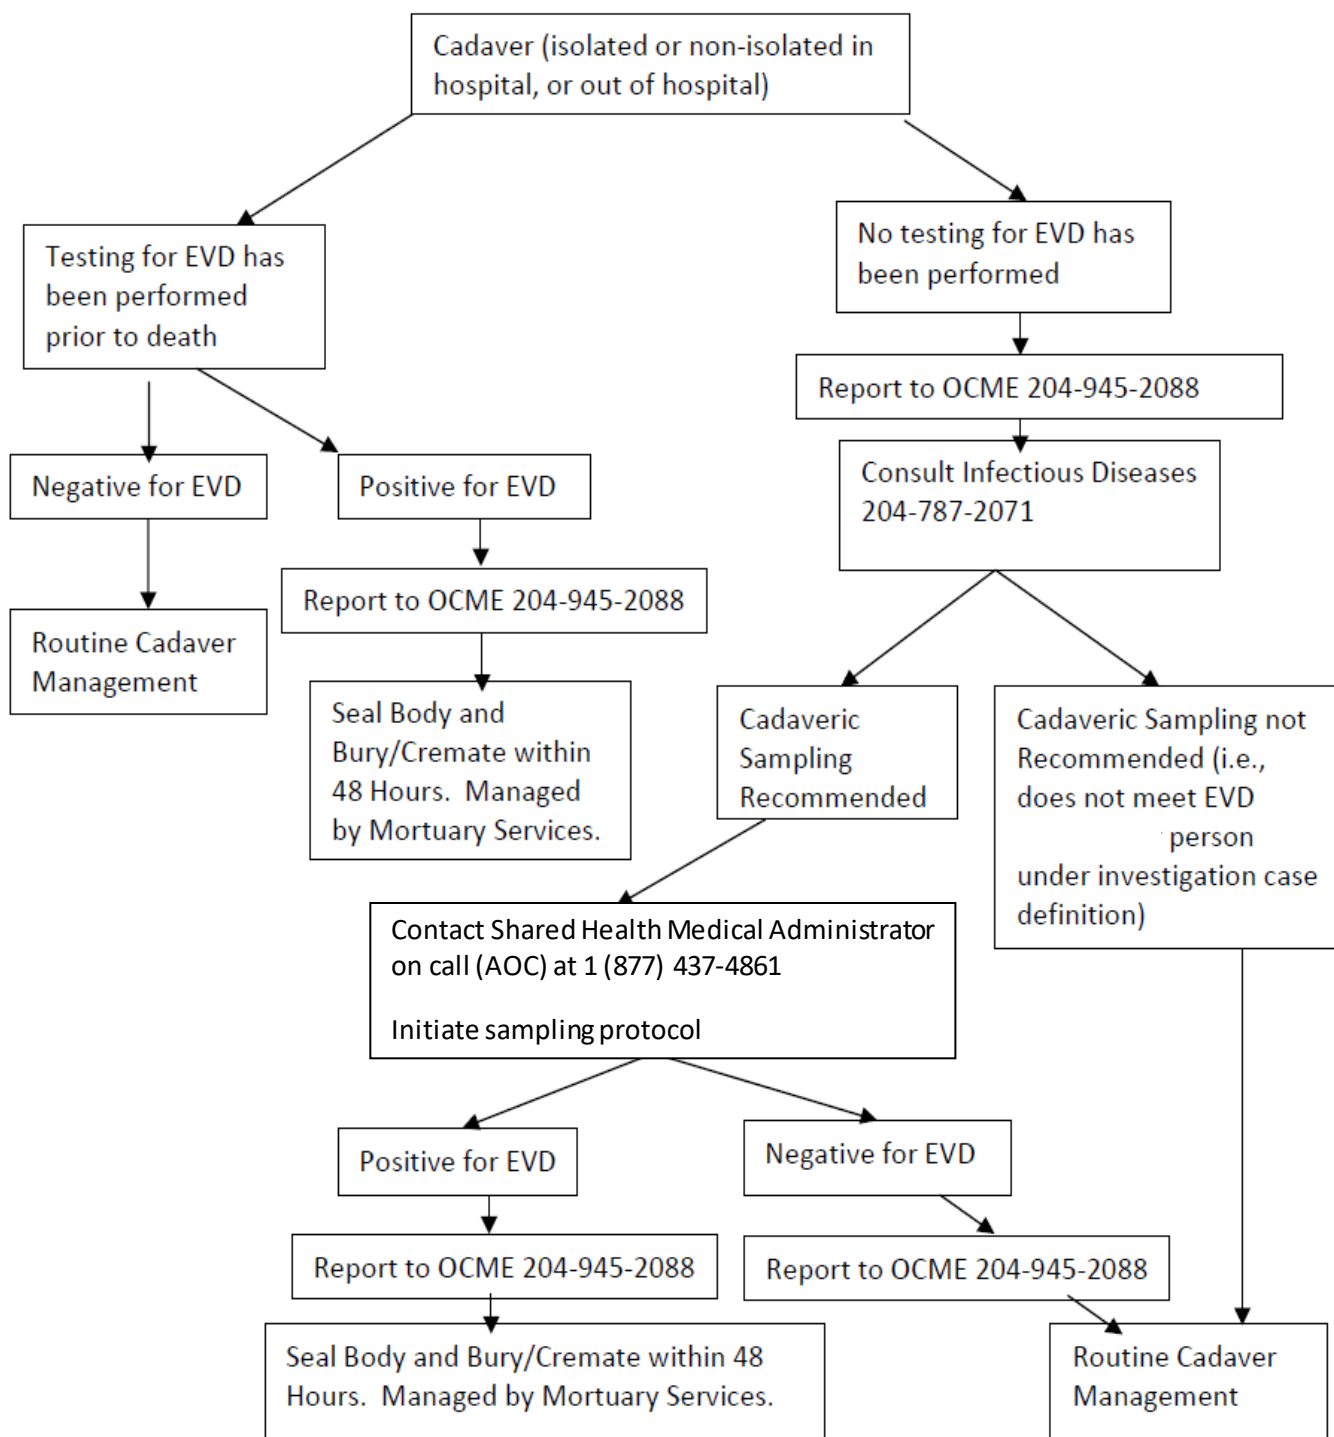 Cadaver (isolated or non-isolated in
hospital, or out of hospital)
Testing for EVD has
been performed
prior to death
No testing for EVD has
been performed
Report to OCME 204-945-2088
Consult Infectious Diseases
204-787-2071
Negative for EVD
Positive for EVD
Report to OCME 204-945-2088
Routine Cadaver
Management
Seal Body and
Bury/Cremate within
48 Hours. Managed
by Mortuary Services.
Cadaveric
Sampling
Recommended
Cadaveric Sampling not
Recommended (i.e.,
does not meet EVD
person
under investigation case
definition)
Contact Shared Health Medical Administrator
on call (AOC) at 1 (877) 437-4861
Initiate sampling protocol
Positive for EVD
Negative for EVD
Report to OCME 204-945-2088
Report to OCME 204-945-2088
Seal Body and Bury/Cremate within 48
Hours. Managed by Mortuary Services.
Routine Cadaver
Management